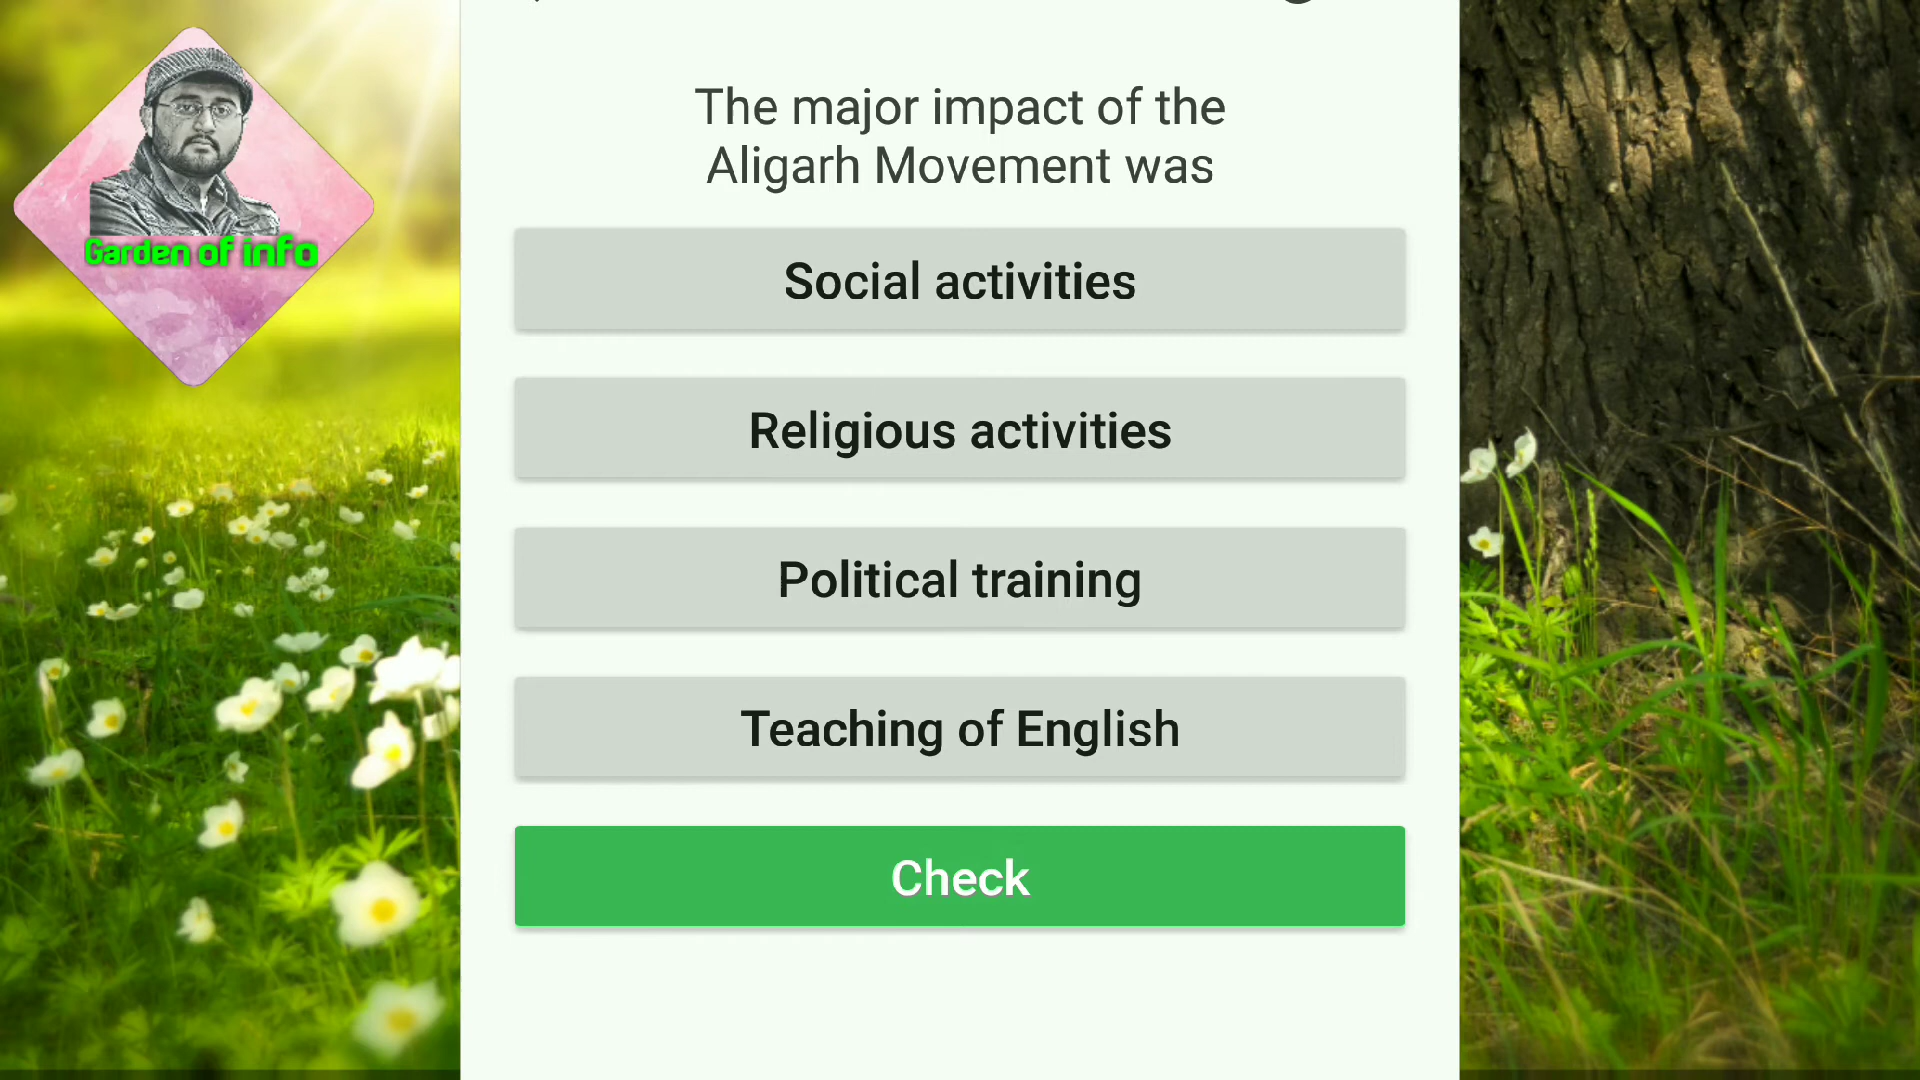 Garden of info
The major impact of the
Aligarh Movement was
Social activities
Religious activities
Political training
Teaching of English
Check